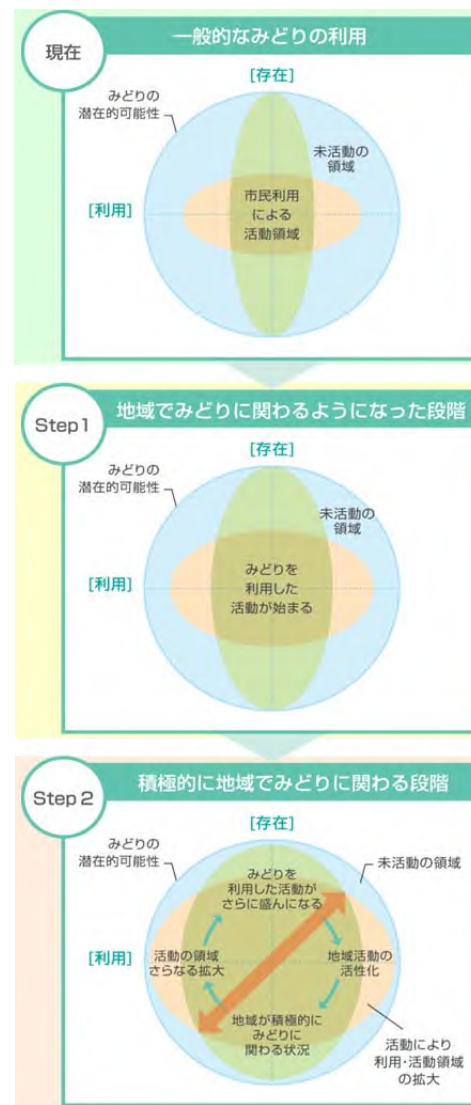 現在
一般的なみどりの利用
[存在]
みどりの
潜在的可能性
未活動の
領域
[利用]
市民利用
による
活動領域
Step1
地域でみどりに関わるようになった段階
[存在]
みどりの
潜在的可能性
未活動の
領域
[利用]
みどりを
利用した
活動が始まる
Step 2
積極的に地域でみどりに関わる段階
[存在]
みどりの
潜在的可能性
みどりを
利用した活動が
さらに盛んになる
未活動の領域
[利用]
活動の領域
さらなる拡大
地域活動の
活性化
地域が積極的に
みどりに
関わる状況
活動により
利用・活動領域
の拡大